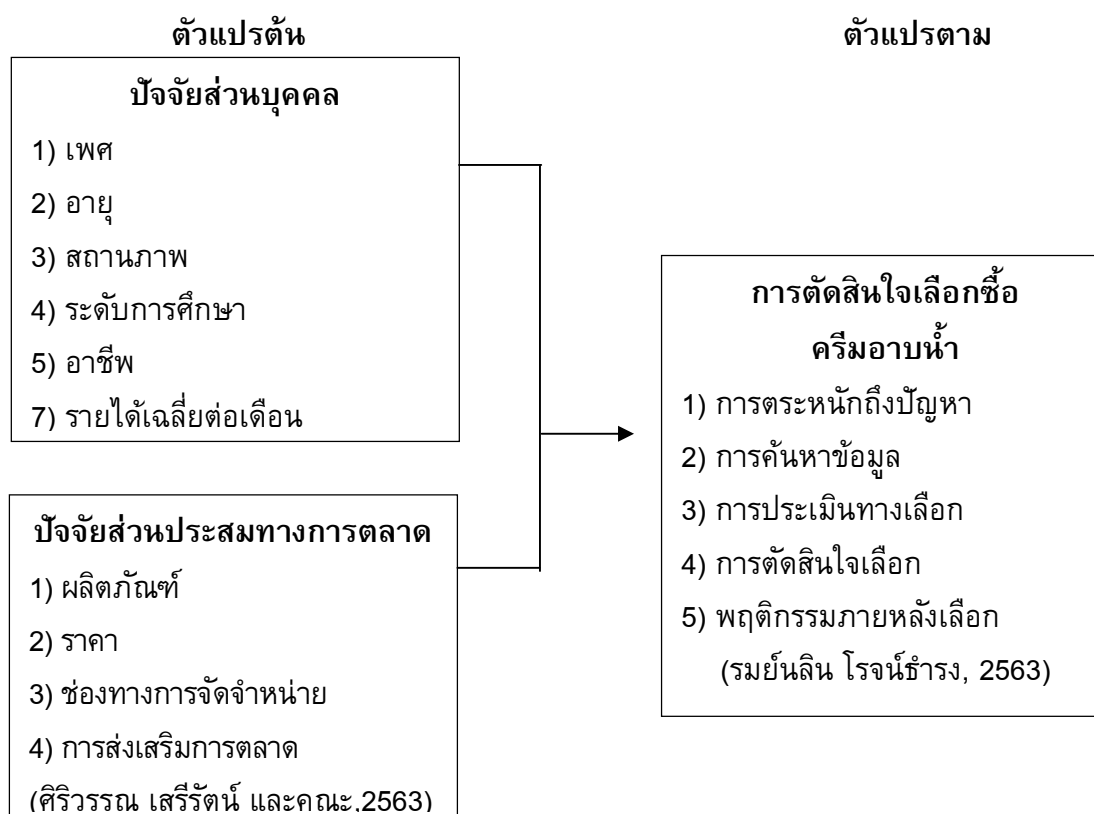 ตัวแปรต้น
ปัจจัยส่วนบุคคล
1) เพศ
2) อายุ
3) สถานภาพ
4) ระดับการศึกษา
5) อาชีพ
7) รายได้เฉลี่ยต่อเดือน
ปัจจัยส่วนประสมทางการตลาด
1) ผลิตภัณฑ์
2) ราคา
3) ช่องทางการจัดจำหน่าย
4) การส่งเสริมการตลาด
(ศิริวรรณ เสรีรัตน์ และคณะ,2563)
ตัวแปรตาม
การตัดสินใจเลือกซื้อ
ครีมอาบน้ำ
1) การตระหนักถึงปัญหา
2) การค้นหาข้อมูล
3) การประเมินทางเลือก
4) การตัดสินใจเลือก
5) พฤติกรรมภายหลังเลือก
(รมย์นลิน โรจน์ธำรง, 2563)